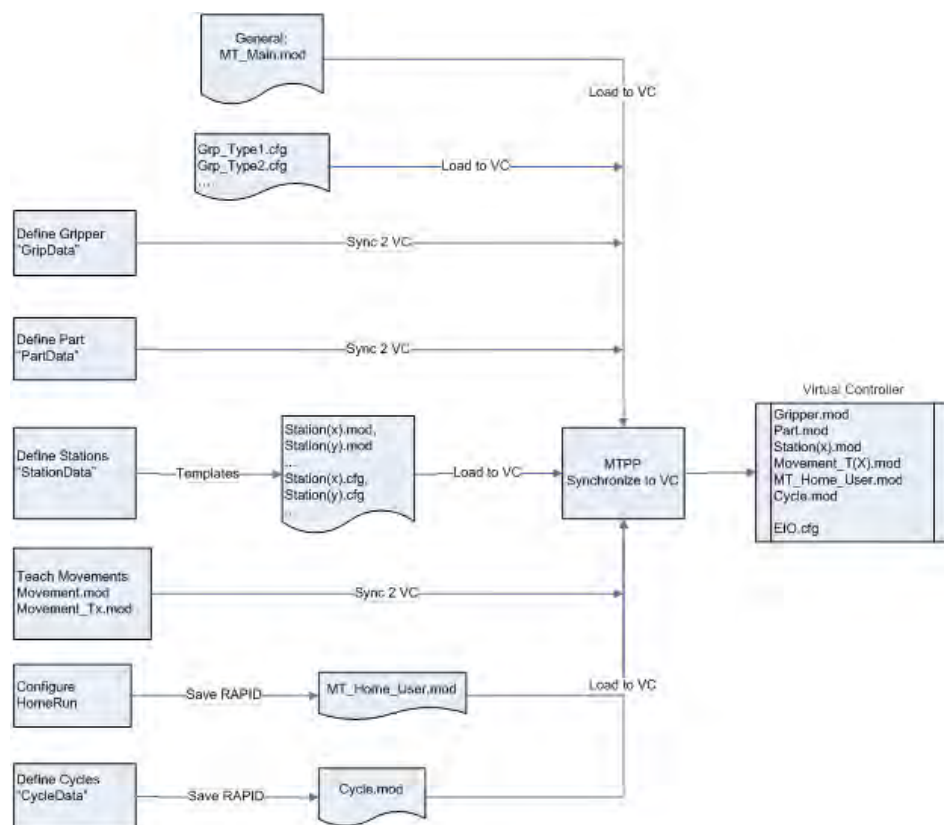 General:
MT_Main.mod
Load to VC
Grp_Type1.cfg
Grp_Type2.cfg
...
Load to VC
Define Gripper
"GripData"
Sync 2 VC
Define Part
"PartData"
Sync 2 VC
Define Stations
"StationData"
Templates
Station(x).mod,
Station(y).mod
...
Station(x).cfg,
Station(y).cfg
...
Load to VC
MTPP
Synchronize to VC
Virtual Controller
Gripper.mod
Part.mod
Station(x).mod
Movement_T(X).mod
MT_Home_User.mod
Cycle.mod
EIO.cfg
Teach Movements
Movement.mod
Movement_Tx.mod
Sync 2 VC
Configure
HomeRun
Save RAPID
MT_Home_User.mod
Load to VC
Define Cycles
"CycleData"
Save RAPID
Cycle.mod